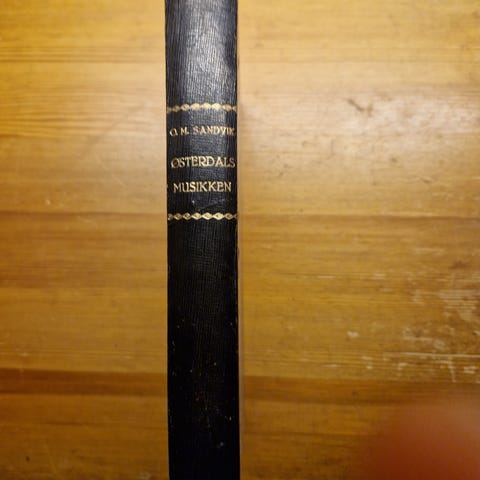 O. M. SANDVIK
ØSTERDALS
MUSIKKEN